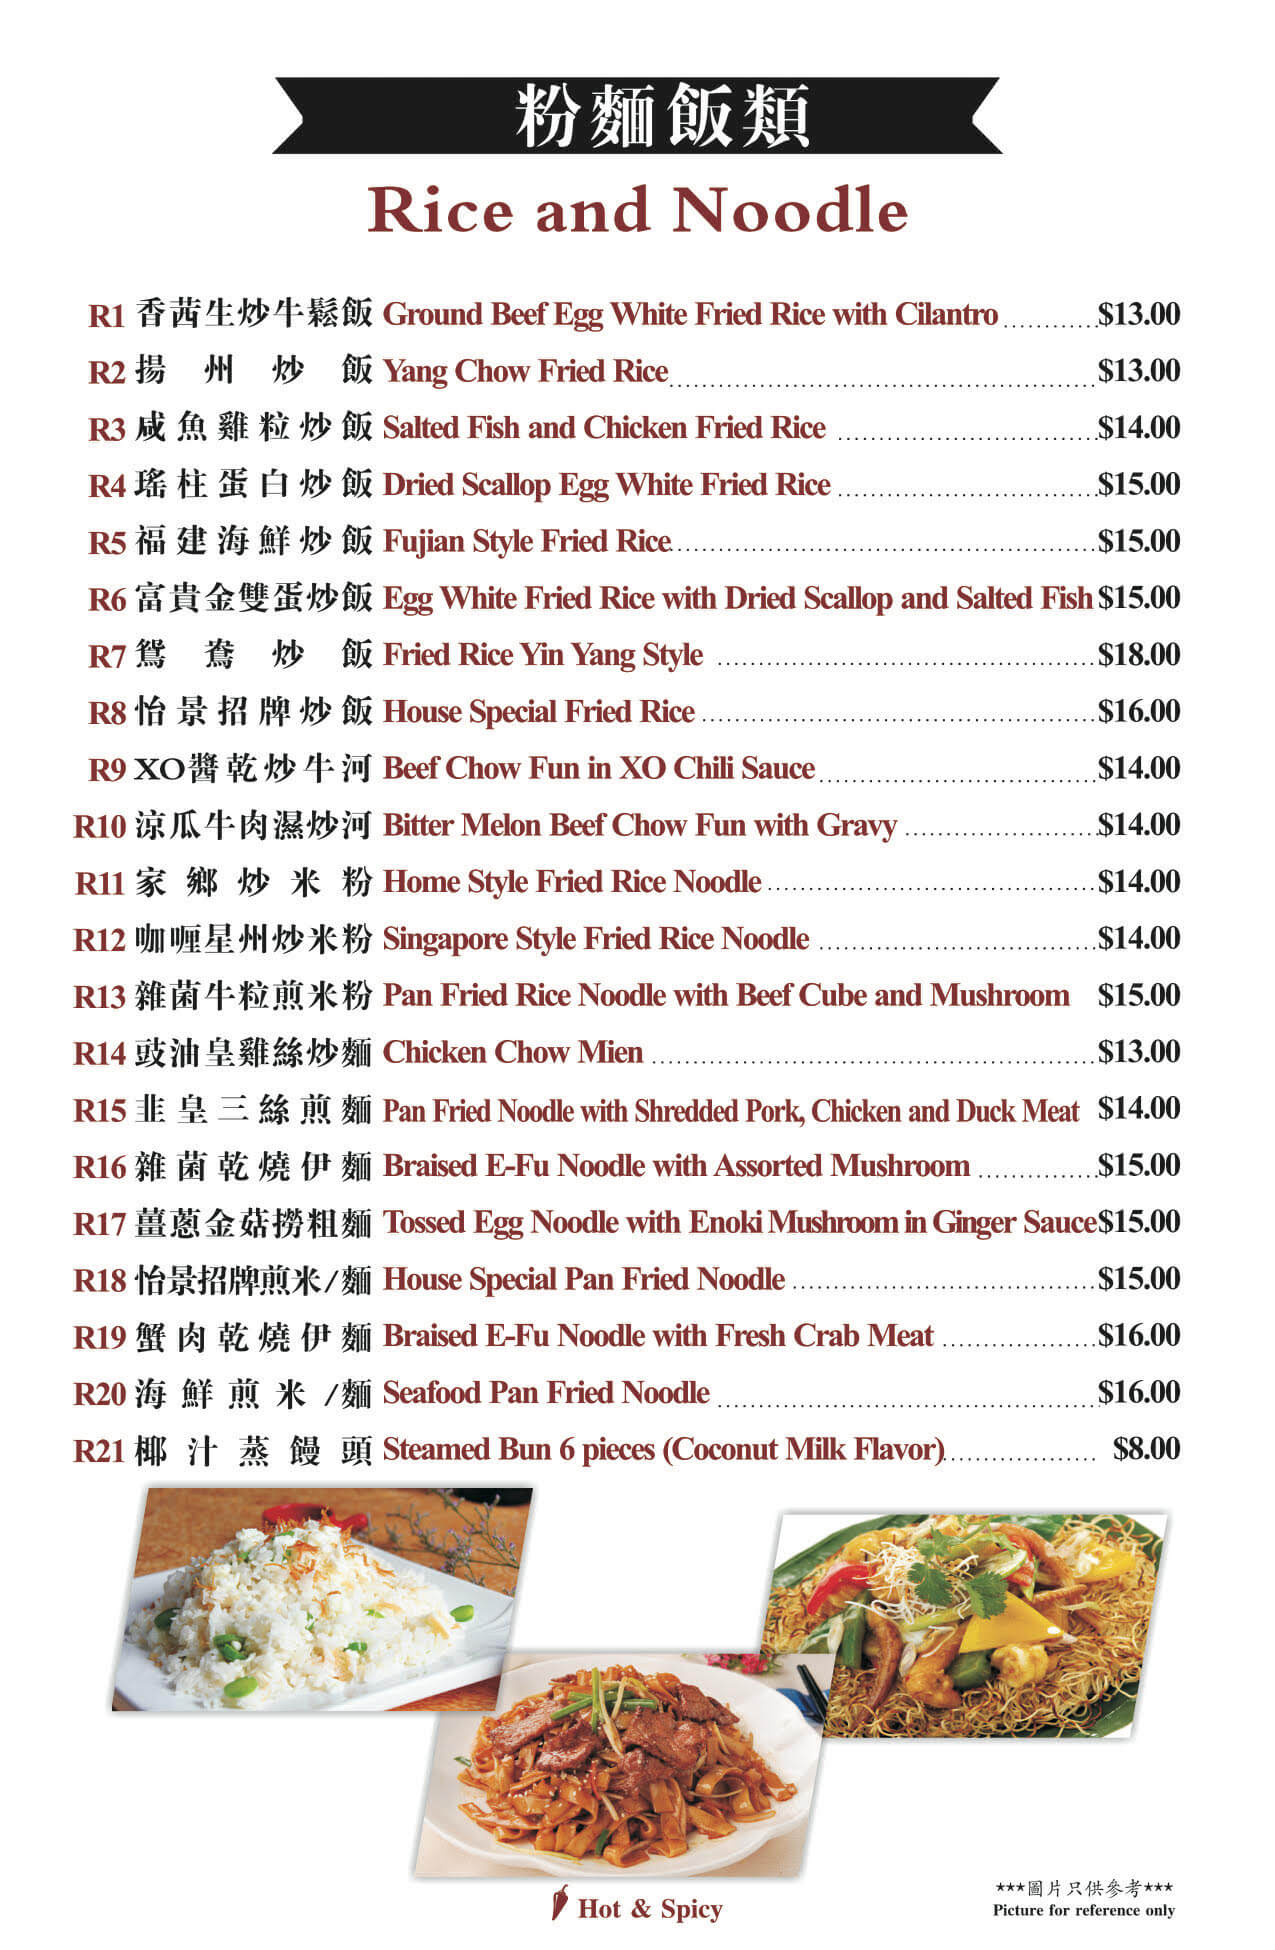 粉麵飯類
Rice and Noodle
R1 香茜生炒牛鬆飯 Ground Beef Egg White Fried Rice with Cilantro $13.00
R2 揚州炒飯 Yang Chow Fried Rice $13.00
R3 咸魚雞粒炒飯 Salted Fish and Chicken Fried Rice $14.00
R4 瑤柱蛋白炒飯 Dried Scallop Egg White Fried Rice $15.00
R5 福建海鮮炒飯 Fujian Style Fried Rice $15.00
R6 富貴金雙蛋炒飯 Egg White Fried Rice with Dried Scallop and Salted Fish $15.00
R7 鴛鴦炒飯 Fried Rice Yin Yang Style $18.00
R8 怡景招牌炒飯 House Special Fried Rice $16.00
R9 XO醬乾炒牛河 Beef Chow Fun in XO Chili Sauce $14.00
R10 涼瓜牛肉濕炒河 Bitter Melon Beef Chow Fun with Gravy $14.00
R11 家鄉炒米粉 Home Style Fried Rice Noodle $14.00
R12 咖喱星州炒米粉 Singapore Style Fried Rice Noodle $14.00
R13 雜菌牛粒煎米粉 Pan Fried Rice Noodle with Beef Cube and Mushroom $15.00
R14 豉油皇雞絲炒麵 Chicken Chow Mien $13.00
R15 韭皇三絲煎麵 Pan Fried Noodle with Shredded Pork, Chicken and Duck Meat $14.00
R16 雜菌乾燒伊麵 Braised E-Fu Noodle with Assorted Mushroom $15.00
R17 薑蔥金菇撈粗麵 Tossed Egg Noodle with Enoki Mushroom in Ginger Sauce $15.00
R18 怡景招牌煎米/麵 House Special Pan Fried Noodle $15.00
R19 蟹肉乾燒伊麵 Braised E-Fu Noodle with Fresh Crab Meat $16.00
R20 海鮮煎米/麵 Seafood Pan Fried Noodle $16.00
R21 椰汁蒸饅頭 Steamed Bun 6 pieces (Coconut Milk Flavor) $8.00
Hot & Spicy
***圖片只供參考***
Picture for reference only